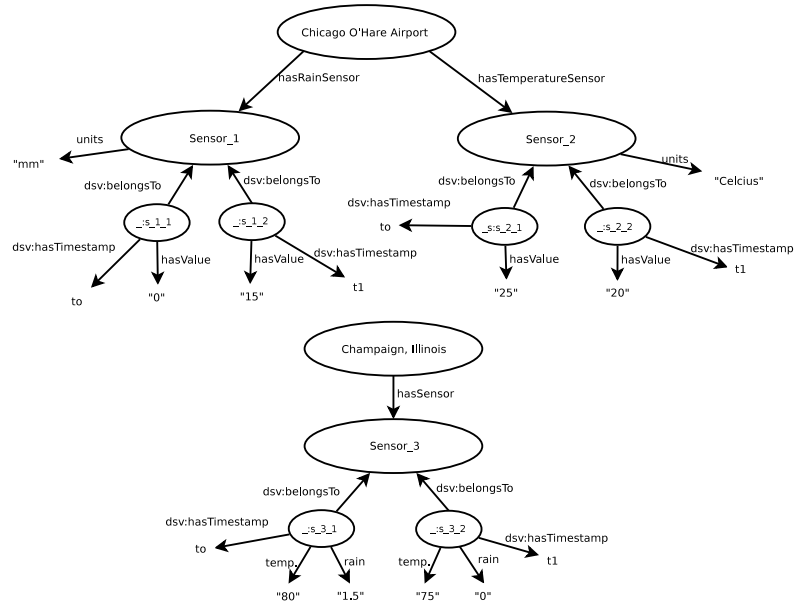 Chicago O'Hare Airport
hasRainSensor
hasTemperatureSensor
Sensor_1
Sensor_2
units
"mm"
units
"Celcius"
dsv:belongsTo
dsv:belongsTo
dsv:belongsTo
dsv:belongsTo
dsv:hasTimestamp
_:s_1_1
_:s_1_2
to
_s:s_2_1
_:s_2_2
dsv:hasTimestamp
hasValue
hasValue
dsv:hasTimestamp
hasValue
hasValue
dsv:hasTimestamp
to
"0"
"15"
t1
"25"
"20"
t1
Champaign, Illinois
hasSensor
Sensor_3
dsv:belongsTo
dsv:belongsTo
dsv:hasTimestamp
_:s_3_1
_:s_3_2
dsv:hasTimestamp
to
temp.
rain
temp.
rain
t1
"80"
"1.5"
"75"
"0"